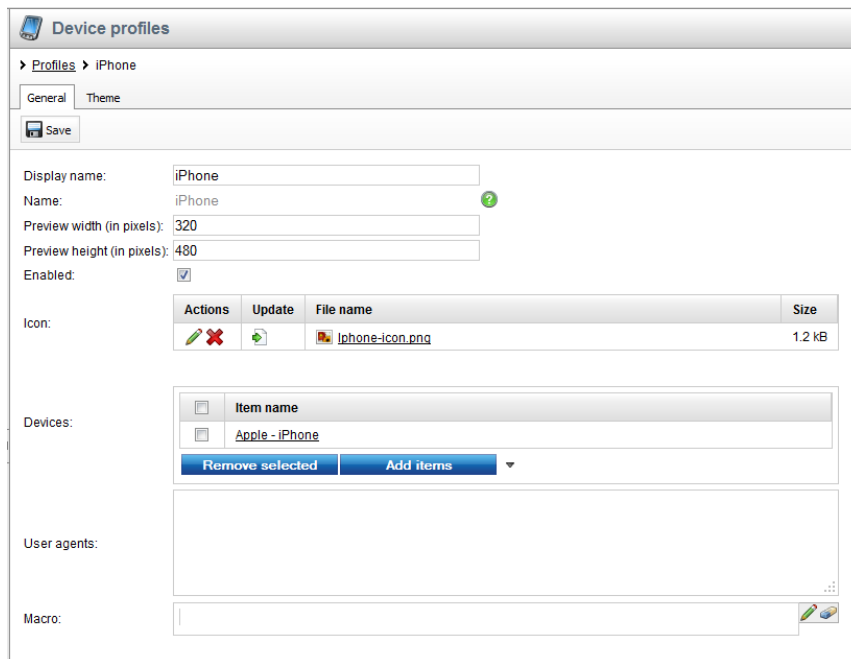 Device profiles
> Profiles > iPhone
General Theme
Save
Display name: iPhone
Name: iPhone ?
Preview width (in pixels): 320
Preview height (in pixels): 480
Enabled:
Icon:
Actions Update File name Size
Iphone-icon.png 1.2 kB
Devices:
Item name
Apple - iPhone
Remove selected Add items
User agents:
Macro: